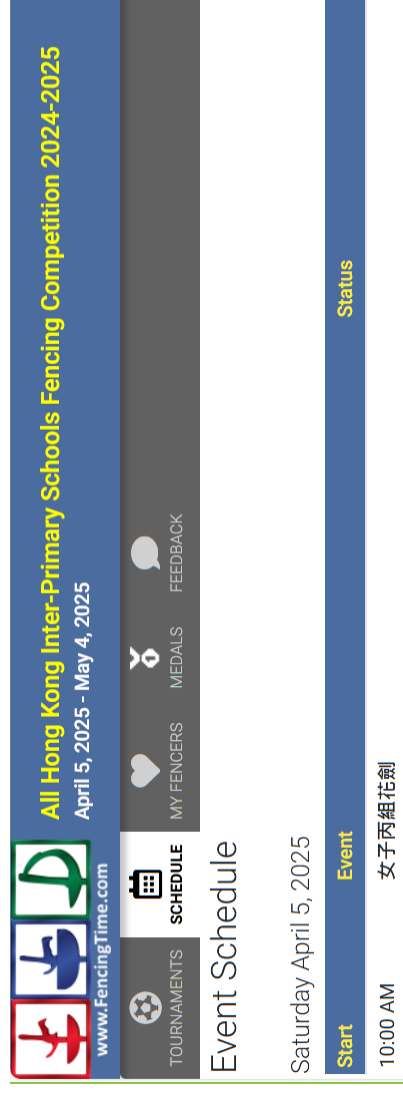 All Hong Kong Inter-Primary Schools Fencing Competition 2024-2025
April 5, 2025 - May 4, 2025
www.FencingTime.com
TOURNAMENTS SCHEDULE MY FENCERS MEDALS FEEDBACK
Event Schedule
Saturday April 5, 2025
Start Event Status
10:00 AM 女子丙組花劍